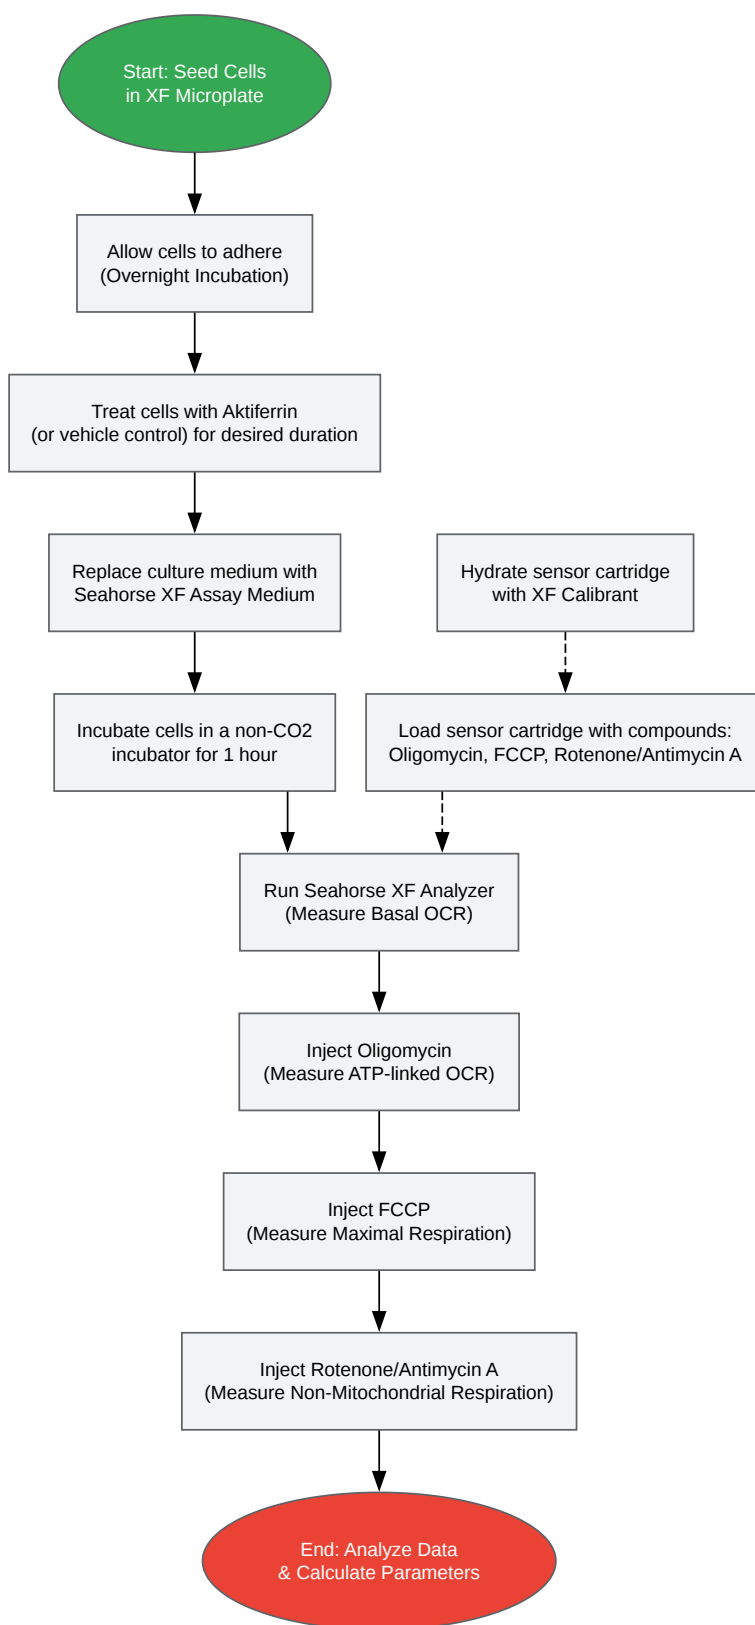 Start: Seed Cells
in XF Microplate
Allow cells to adhere
(Overnight Incubation)
Treat cells with Aktiferrin
(or vehicle control) for desired duration
Replace culture medium with
Seahorse XF Assay Medium
Hydrate sensor cartridge
with XF Calibrant
Incubate cells in a non-CO2
incubator for 1 hour
Load sensor cartridge with compounds:
Oligomycin, FCCP, Rotenone/Antimycin A
Run Seahorse XF Analyzer
(Measure Basal OCR)
Inject Oligomycin
(Measure ATP-linked OCR)
Inject FCCP
(Measure Maximal Respiration)
Inject Rotenone/Antimycin A
(Measure Non-Mitochondrial Respiration)
End: Analyze Data
& Calculate Parameters